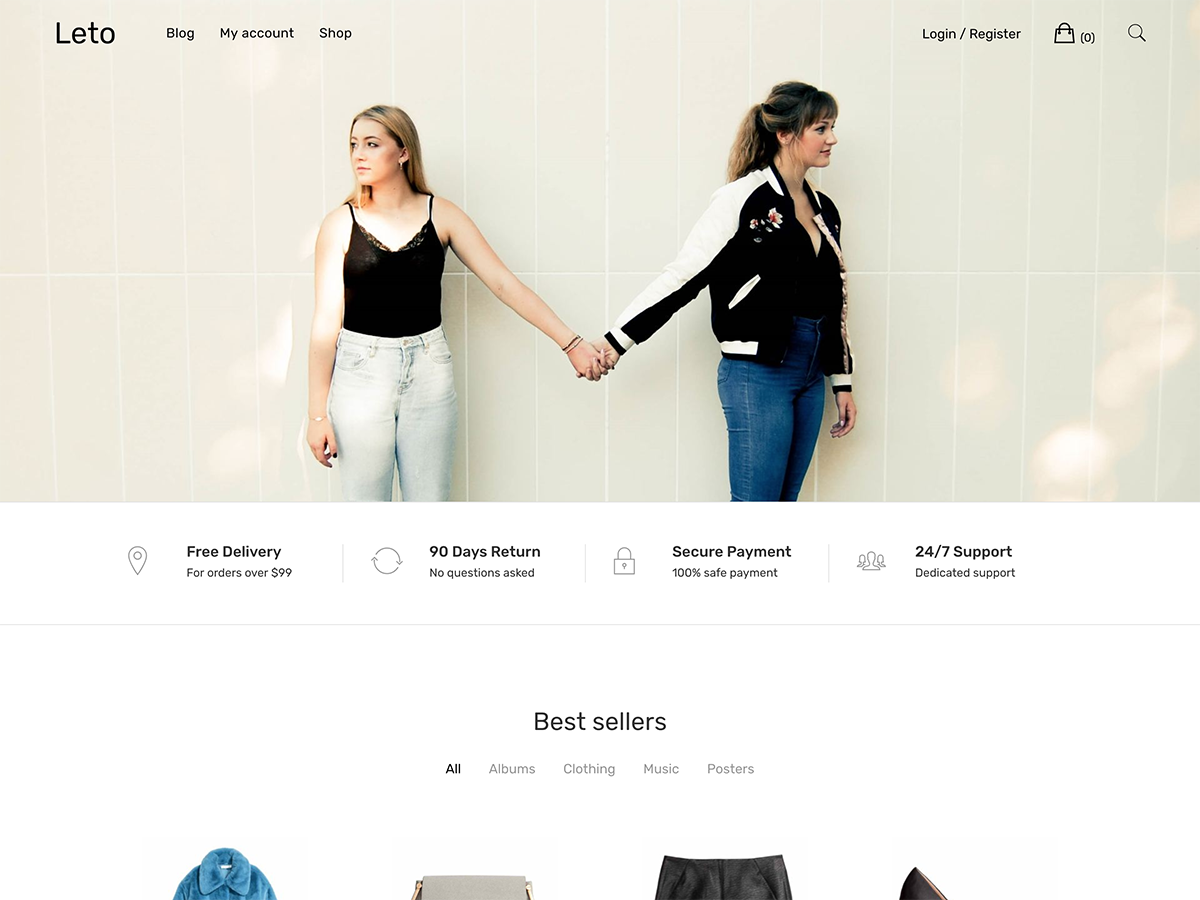 Leto Blog My account Shop Login / Register (0)
Free Delivery
For orders over $99
90 Days Return
No questions asked
Secure Payment
100% safe payment
24/7 Support
Dedicated support
Best sellers
All Albums Clothing Music Posters